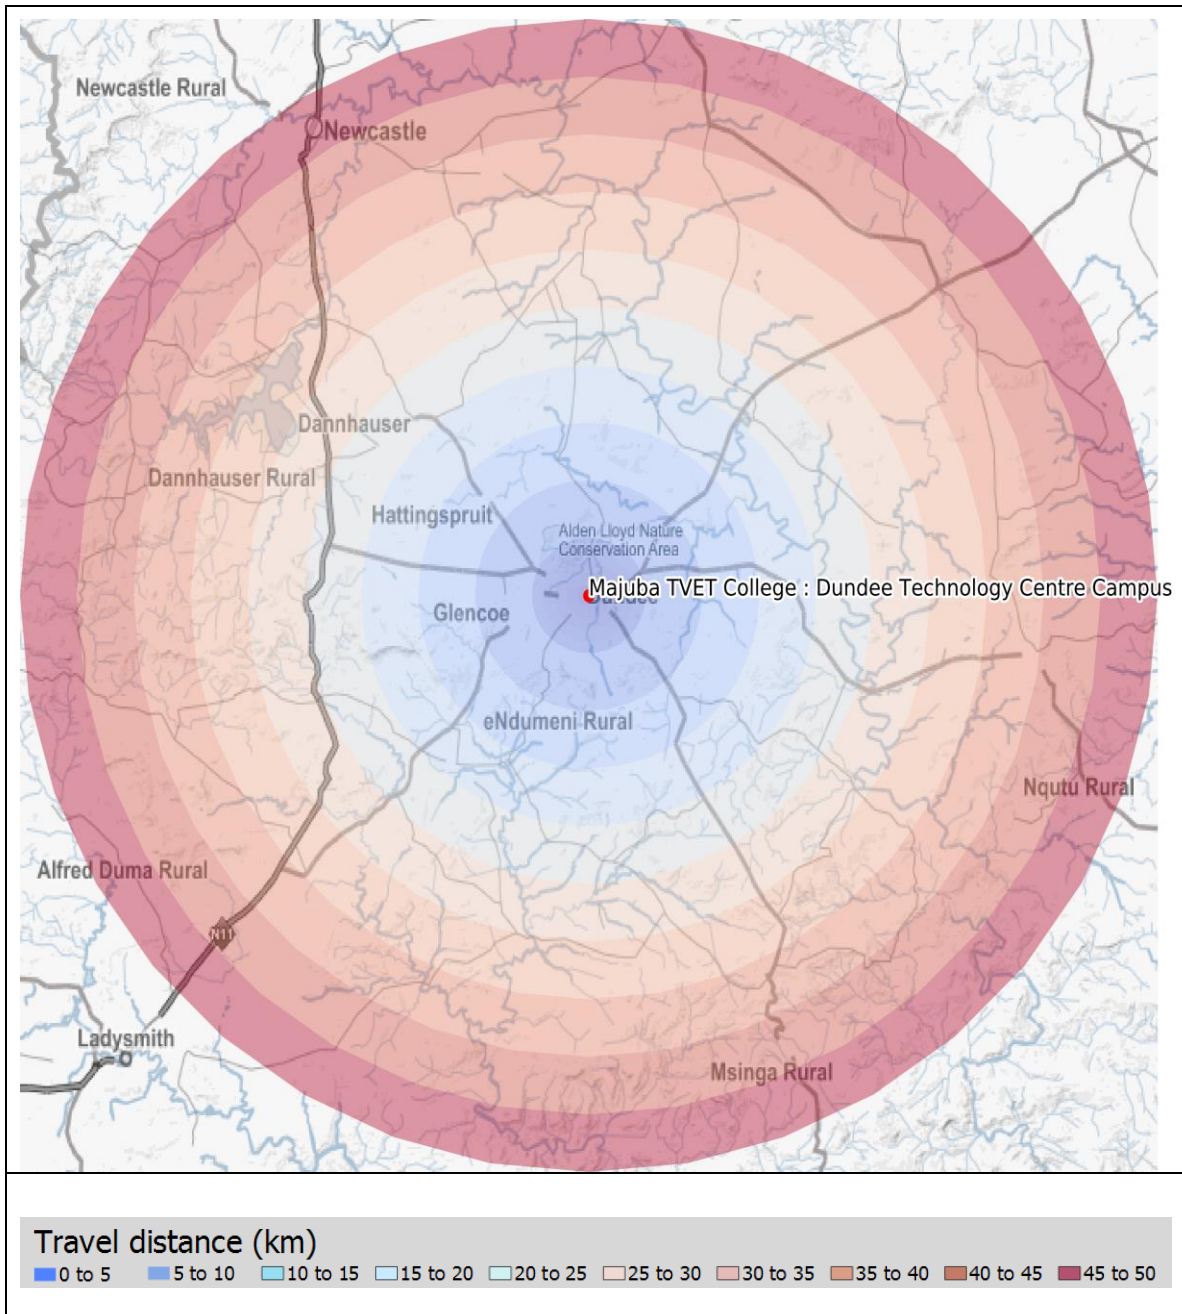 Newcastle Rural
Newcastle
Dannhauser
Dannhauser Rural
Hattingspruit
Alden Lloyd Nature
Conservation Area
Majuba TVET College : Dundee Technology Centre Campus
Dundee
Glencoe
eNdumeni Rural
Nqutu Rural
Alfred Duma Rural
N11
Ladysmith
Msinga Rural
Travel distance (km)
0 to 5 5 to 10 10 to 15 15 to 20 20 to 25 25 to 30 30 to 35 35 to 40 40 to 45 45 to 50